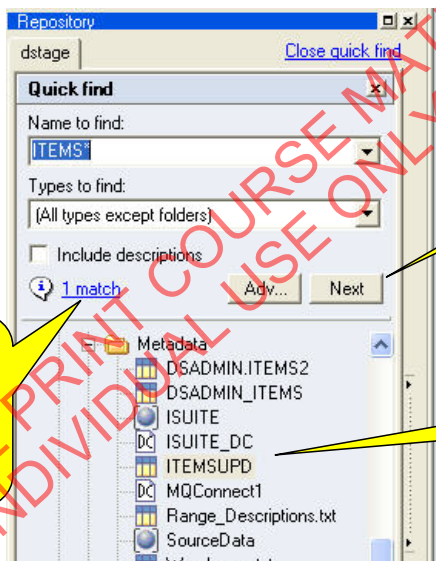 Repository
dstage
Close quick find
Quick find
Name to find:
ITEMS*
Types to find:
(All types except folders)
Include descriptions
1 match
Adv...
Next
Metadata
DSADMIN.ITEMS2
DSADMIN_ITEMS
ISUITE
DC ISUITE_DC
ITEMSUPD
DC MQConnect1
Range_Descriptions.txt
SourceData
PRINT COURSE MAT
INDIVIDUAL USE ONLY